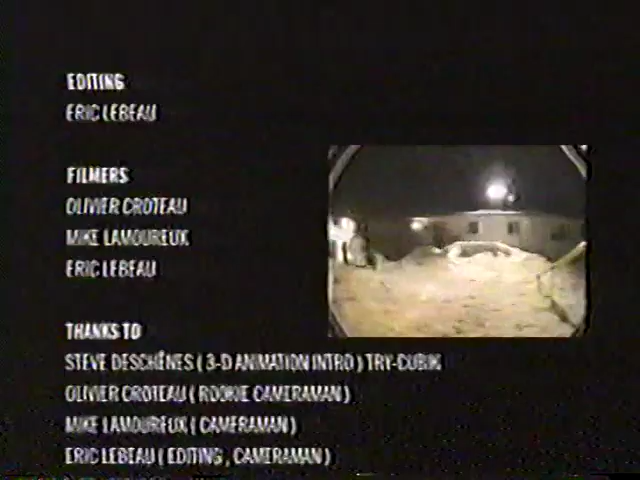 EDITING
ERIC LEBEAU
FILMERS
OLIVIER CROTEAU
MIKE LAMOUREUX
ERIC LEBEAU
THANKS TO
STEVE DESCHÊNES ( 3-D ANIMATION INTRO ) TRY-CUBIK
OLIVIER CROTEAU ( ROOKIE CAMERAMAN )
MIKE LAMOUREUX ( CAMERAMAN )
ERIC LEBEAU ( EDITING , CAMERAMAN )